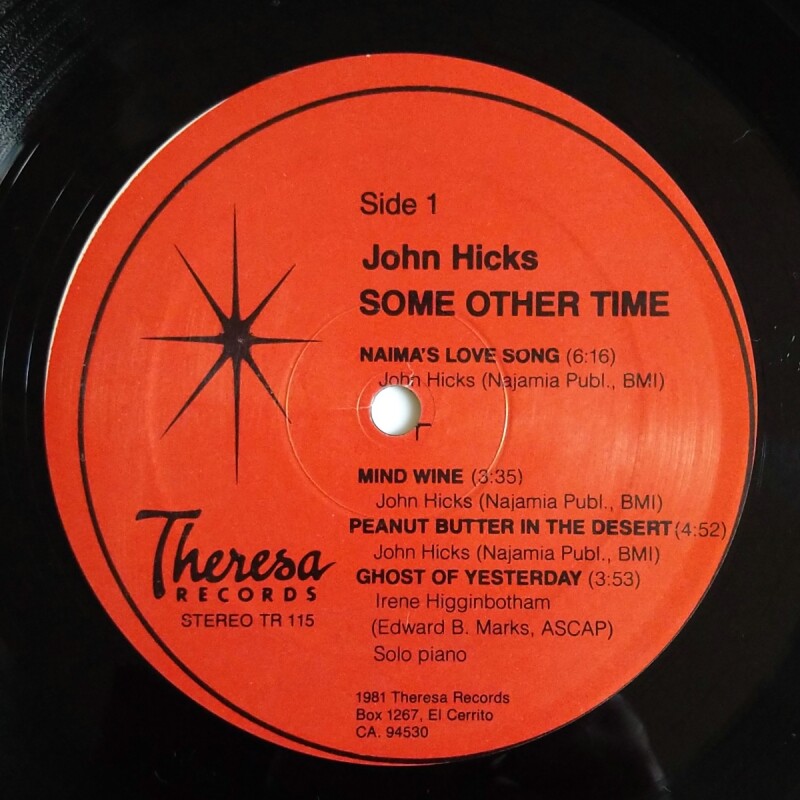 Side 1
John Hicks
SOME OTHER TIME
NAIMA'S LOVE SONG (6:16)
John Hicks (Najamia Publ., BMI)
MIND WINE (3:35)
John Hicks (Najamia Publ., BMI)
PEANUT BUTTER IN THE DESERT (4:52)
John Hicks (Najamia Publ., BMI)
GHOST OF YESTERDAY (3:53)
Irene Higginbotham
(Edward B. Marks, ASCAP)
Solo piano
Theresa
RECORDS
STEREO TR 115
1981 Theresa Records
Box 1267, El Cerrito
CA. 94530